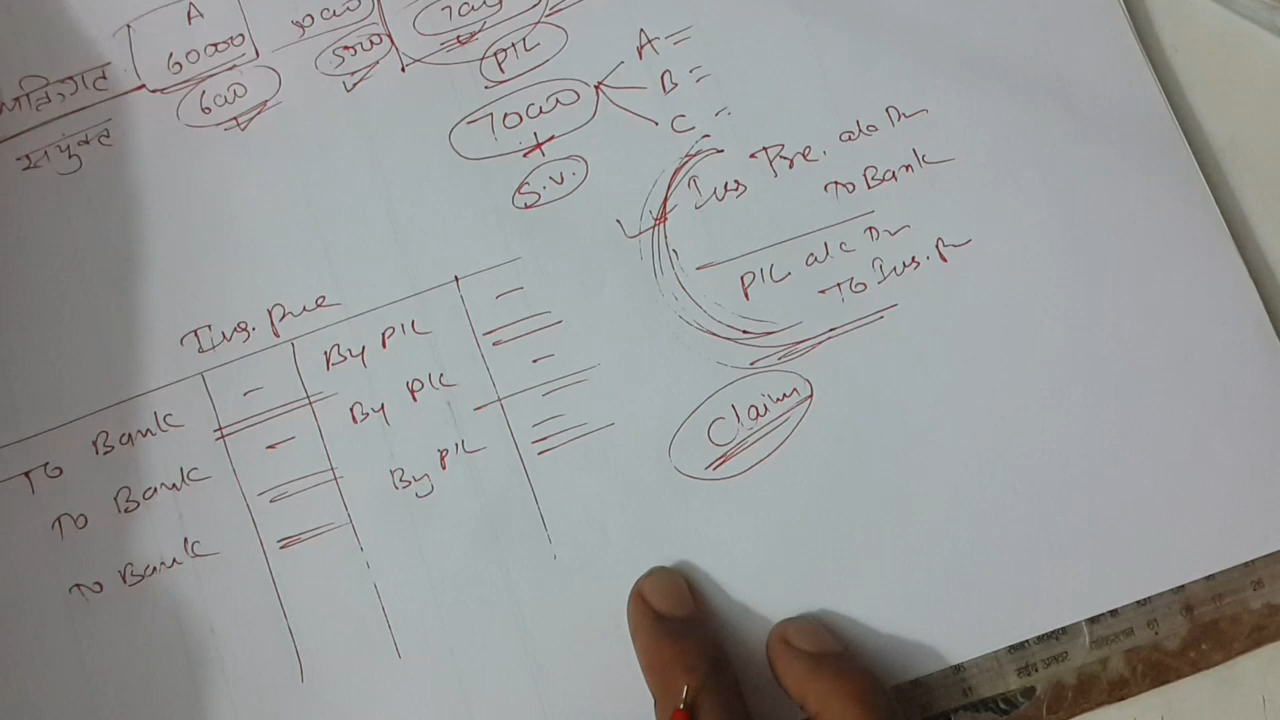 A
60000
5000
600
P/L
संयुक्त
7000
S.V.
A =
B =
C =
Ins Pre. a/c Dr
To Bank
P/L a/c Dr
To Ins. pr
Claim
Ins. pre
To Bank - By P/L -
To Bank - By P/L -
To Bank By P/L